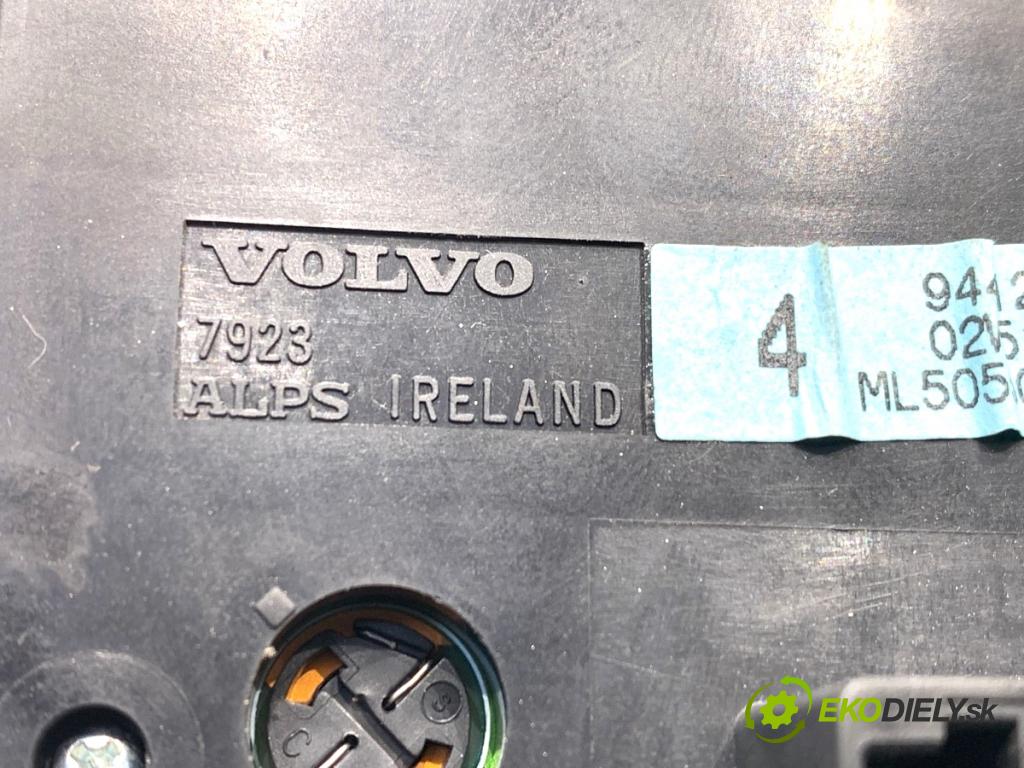 VOLVO
7923
ALPS IRELAND
4
ML505
S
C
EKODIELY.sk